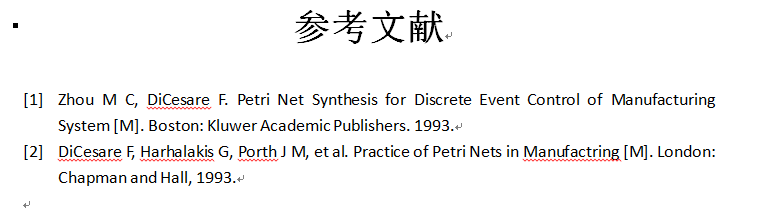 参考文献
[1] Zhou M C, DiCesare F. Petri Net Synthesis for Discrete Event Control of Manufacturing
System [M]. Boston: Kluwer Academic Publishers. 1993.
[2] DiCesare F, Harhalakis G, Porth J M, et al. Practice of Petri Nets in Manufactring [M]. London:
Chapman and Hall, 1993.